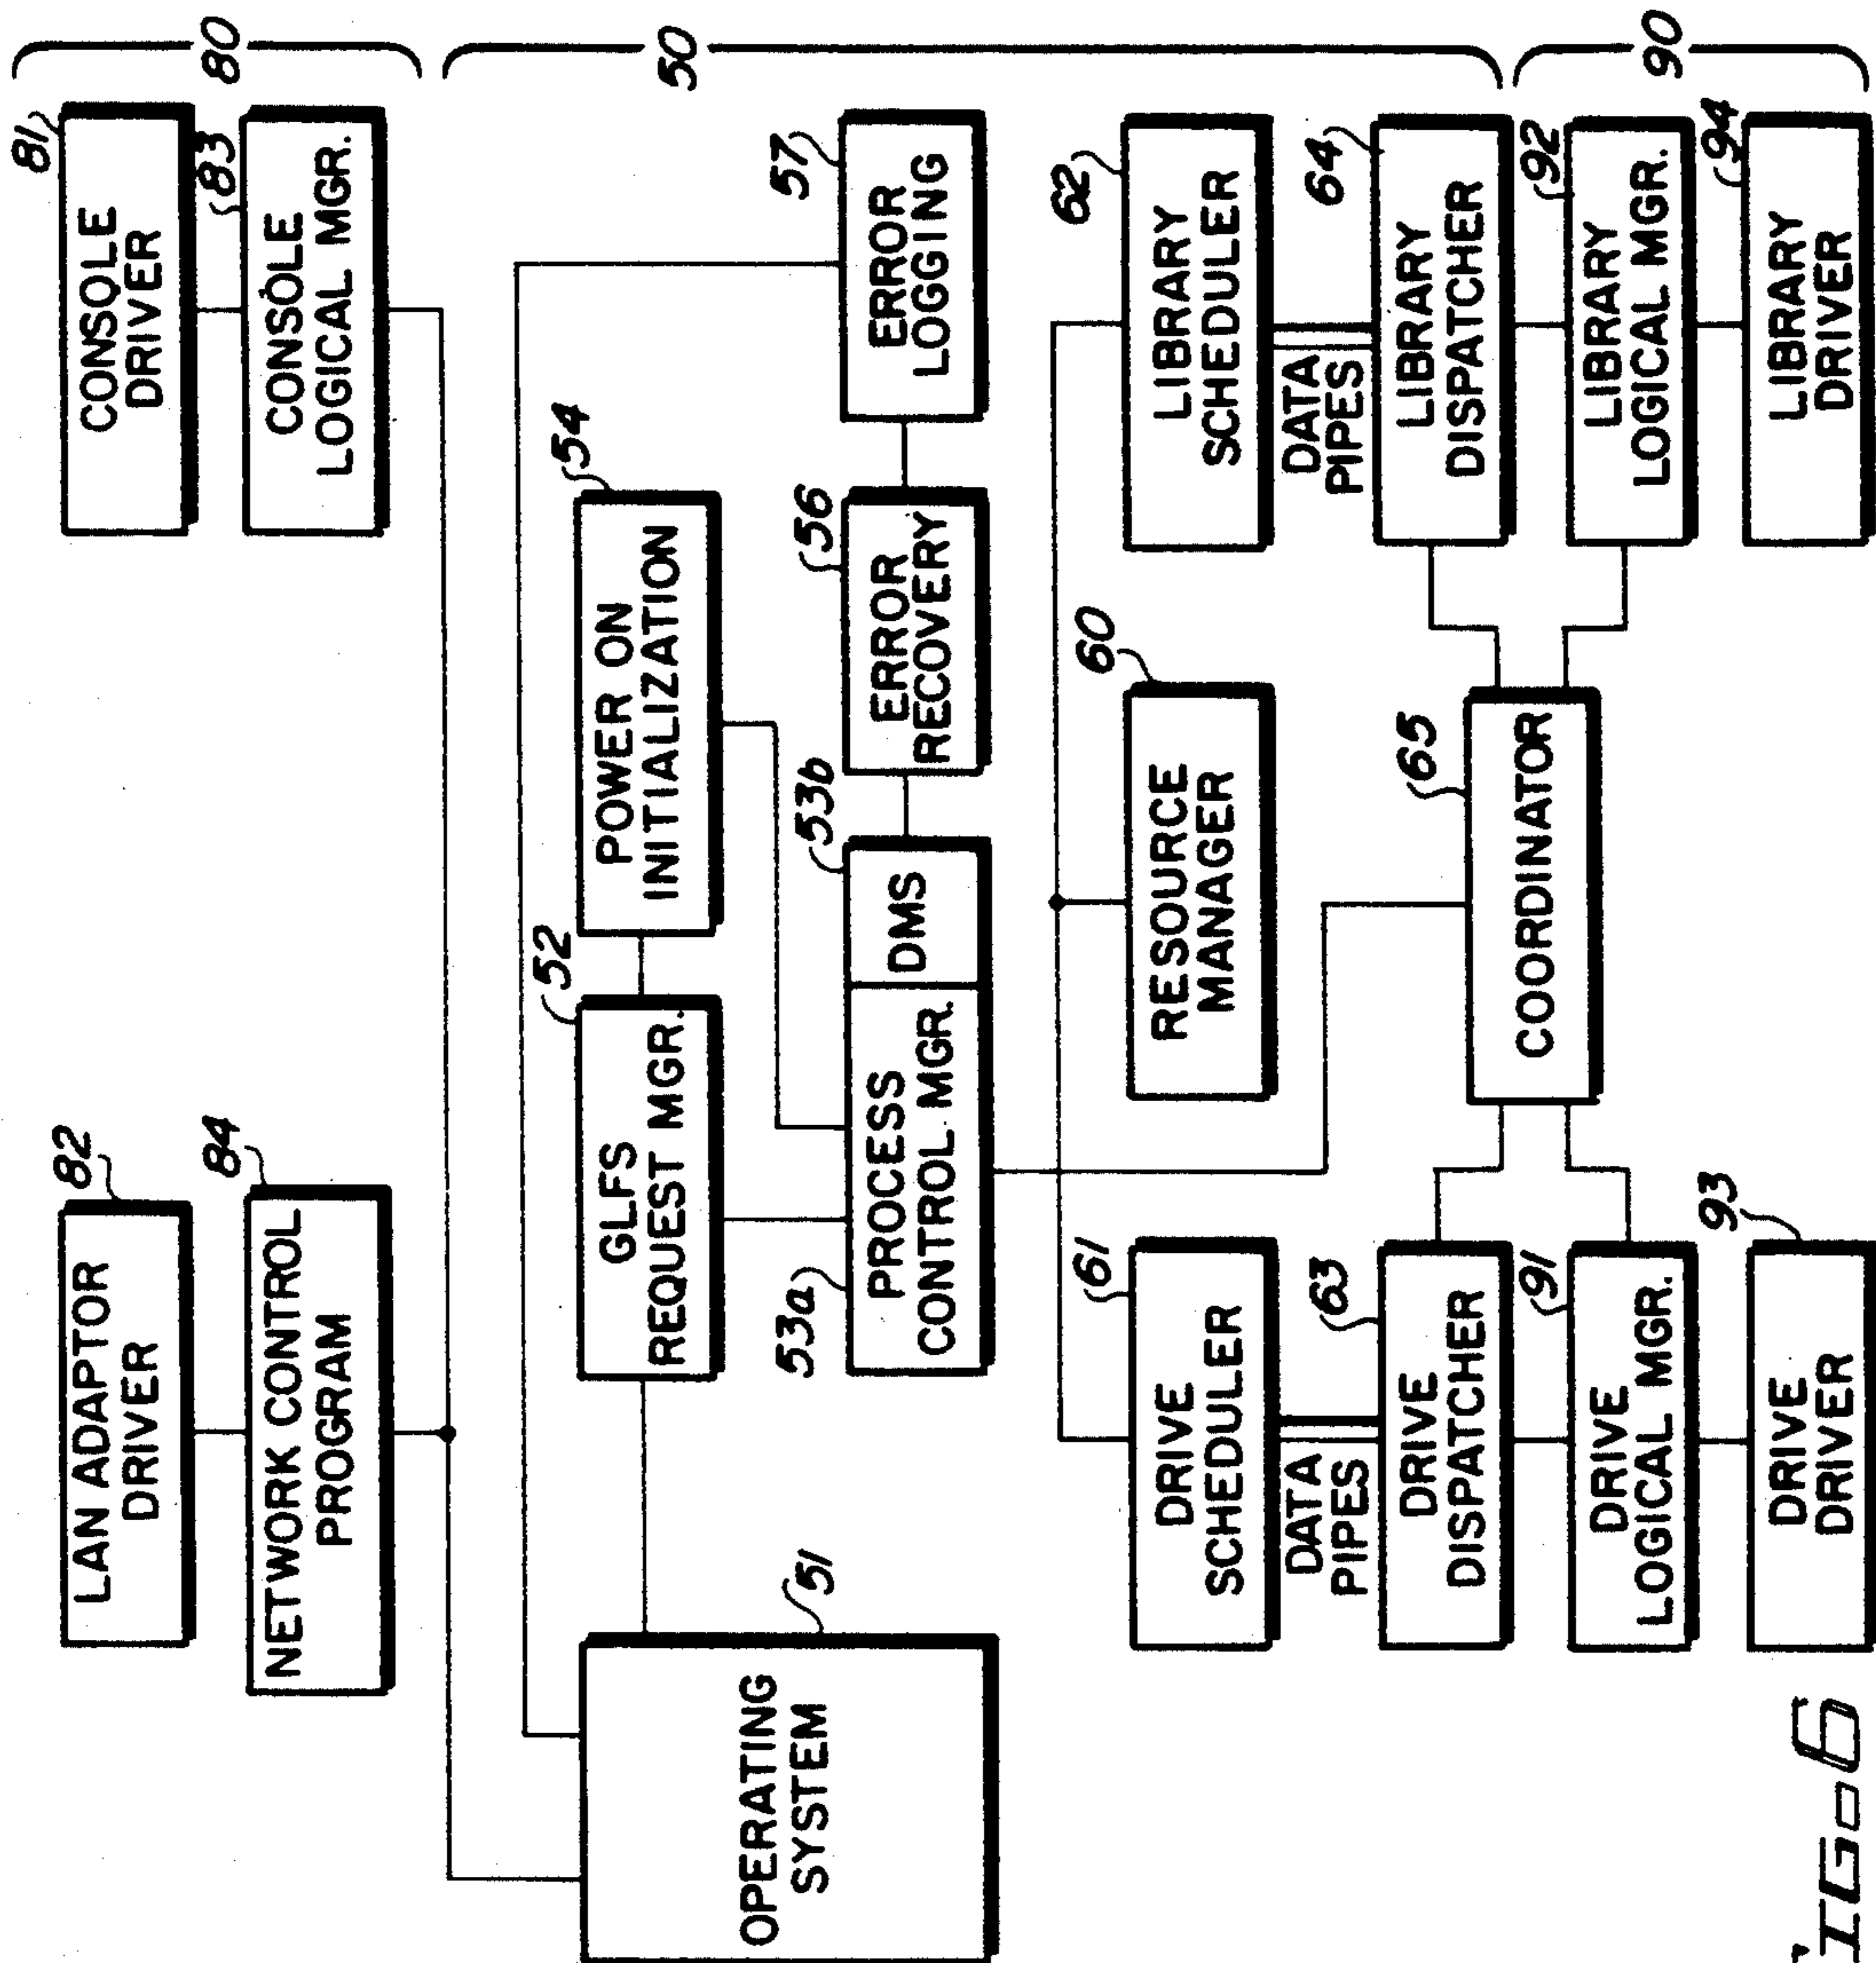 82
LAN ADAPTOR
DRIVER
84
NETWORK CONTROL
PROGRAM
81
CONSOLE
DRIVER
83
CONSOLE
LOGICAL MGR.
80
51
OPERATING
SYSTEM
52
GLFS
REQUEST MGR.
54
POWER ON
INITIALIZATION
53a
PROCESS
CONTROL MGR.
53b
DMS
56
ERROR
RECOVERY
57
ERROR
LOGGING
50
61
DRIVE
SCHEDULER
60
RESOURCE
MANAGER
62
LIBRARY
SCHEDULER
DATA
PIPES
DATA
PIPES
63
DRIVE
DISPATCHER
65
COORDINATOR
64
LIBRARY
DISPATCHER
91
DRIVE
LOGICAL MGR.
92
LIBRARY
LOGICAL MGR.
93
DRIVE
DRIVER
94
LIBRARY
DRIVER
90
FIG. 6